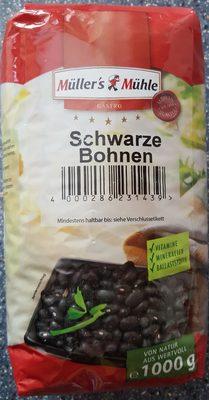 Müller's Mühle
GASTRO
Schwarze
Bohnen
4 000286 231439 >
Mindestens haltbar bis: siehe Verschlussetikett
VITAMINE
MINERALIEN
BALLASTSTOFFE
VON NATUR
AUS WERTVOLL
e 1000 g